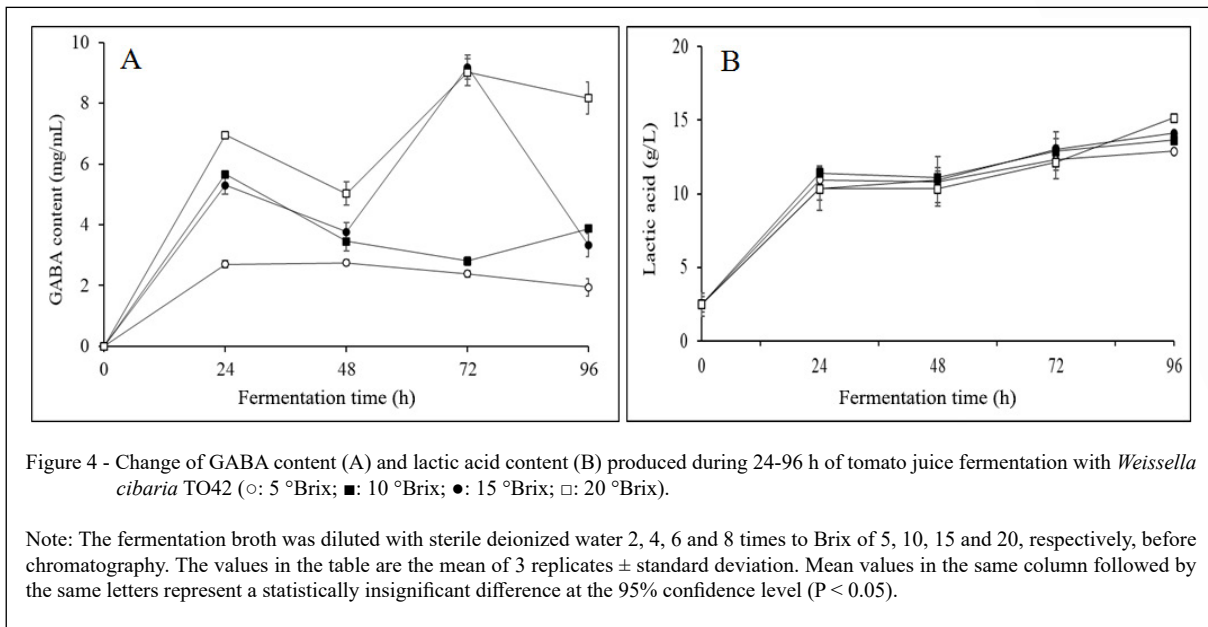 A
10
8
6
4
2
0
GABA content (mg/mL)
0 24 48 72 96
Fermentation time (h)
B
20
15
10
5
0
Lactic acid (g/L)
0 24 48 72 96
Fermentation time (h)
Figure 4 - Change of GABA content (A) and lactic acid content (B) produced during 24-96 h of tomato juice fermentation with Weissella
cibaria TO42 (○: 5 °Brix; ■: 10 °Brix; ●: 15 °Brix; □: 20 °Brix).
Note: The fermentation broth was diluted with sterile deionized water 2, 4, 6 and 8 times to Brix of 5, 10, 15 and 20, respectively, before
chromatography. The values in the table are the mean of 3 replicates ± standard deviation. Mean values in the same column followed by
the same letters represent a statistically insignificant difference at the 95% confidence level (P < 0.05).